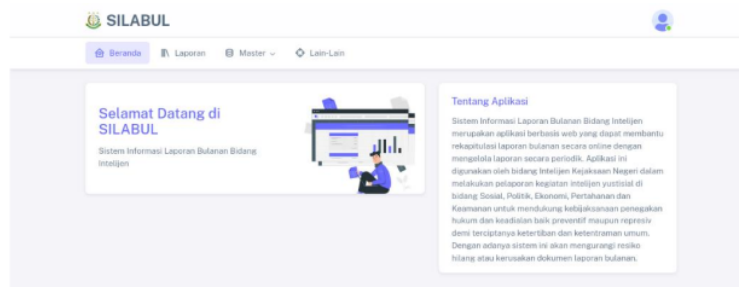 SILABUL
Beranda Laporan Master Lain-Lain
Selamat Datang di
SILABUL
Sistem Informasi Laporan Bulanan Bidang
Intelijen
Tentang Aplikasi
Sistem Informasi Laporan Bulanan Bidang Intelijen
merupakan aplikasi berbasis web yang dapat membantu
rekapitulasi laporan bulanan secara online dengan
mengelola laporan secara periodik. Aplikasi ini
digunakan oleh bidang Intelijen Kejaksaan Negeri dalam
melakukan pelaporan kegiatan intelijen yustisial di
bidang Sosial, Politik, Ekonomi, Pertahanan dan
Keamanan untuk mendukung kebijaksanaan penegakan
hukum dan keadialan baik preventif maupun represiv
demi terciptanya ketertiban dan ketentraman umum.
Dengan adanya sistem ini akan mengurangi resiko
hilang atau kerusakan dokumen laporan bulanan.